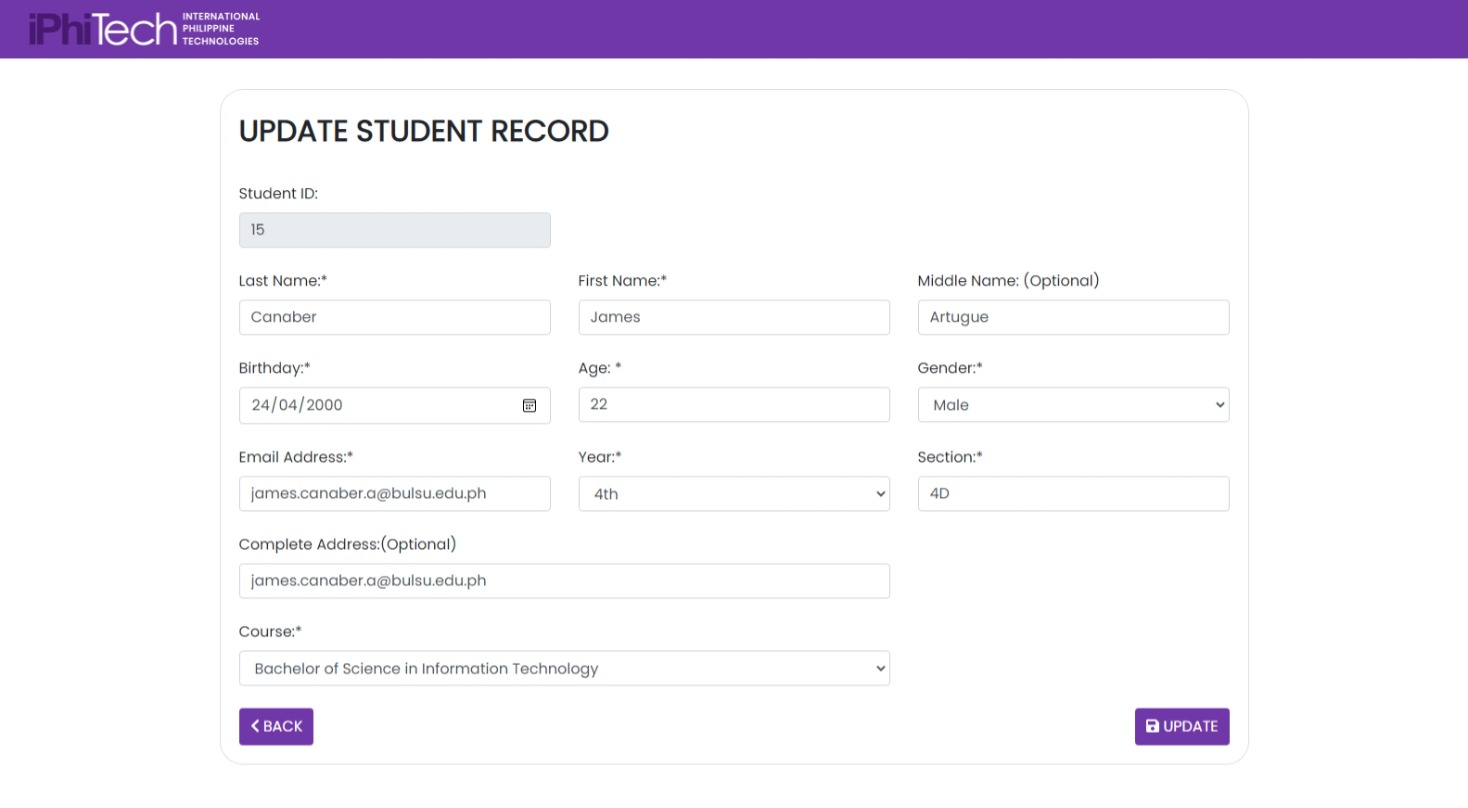 iPhiTech INTERNATIONAL
PHILIPPINE
TECHNOLOGIES
UPDATE STUDENT RECORD
Student ID:
15
Last Name:* First Name:* Middle Name: (Optional)
Canaber James Artugue
Birthday:* Age: * Gender:*
24/04/2000 22 Male
Email Address:* Year:* Section:*
james.canaber.a@bulsu.edu.ph 4th 4D
Complete Address:(Optional)
james.canaber.a@bulsu.edu.ph
Course:*
Bachelor of Science in Information Technology
BACK UPDATE